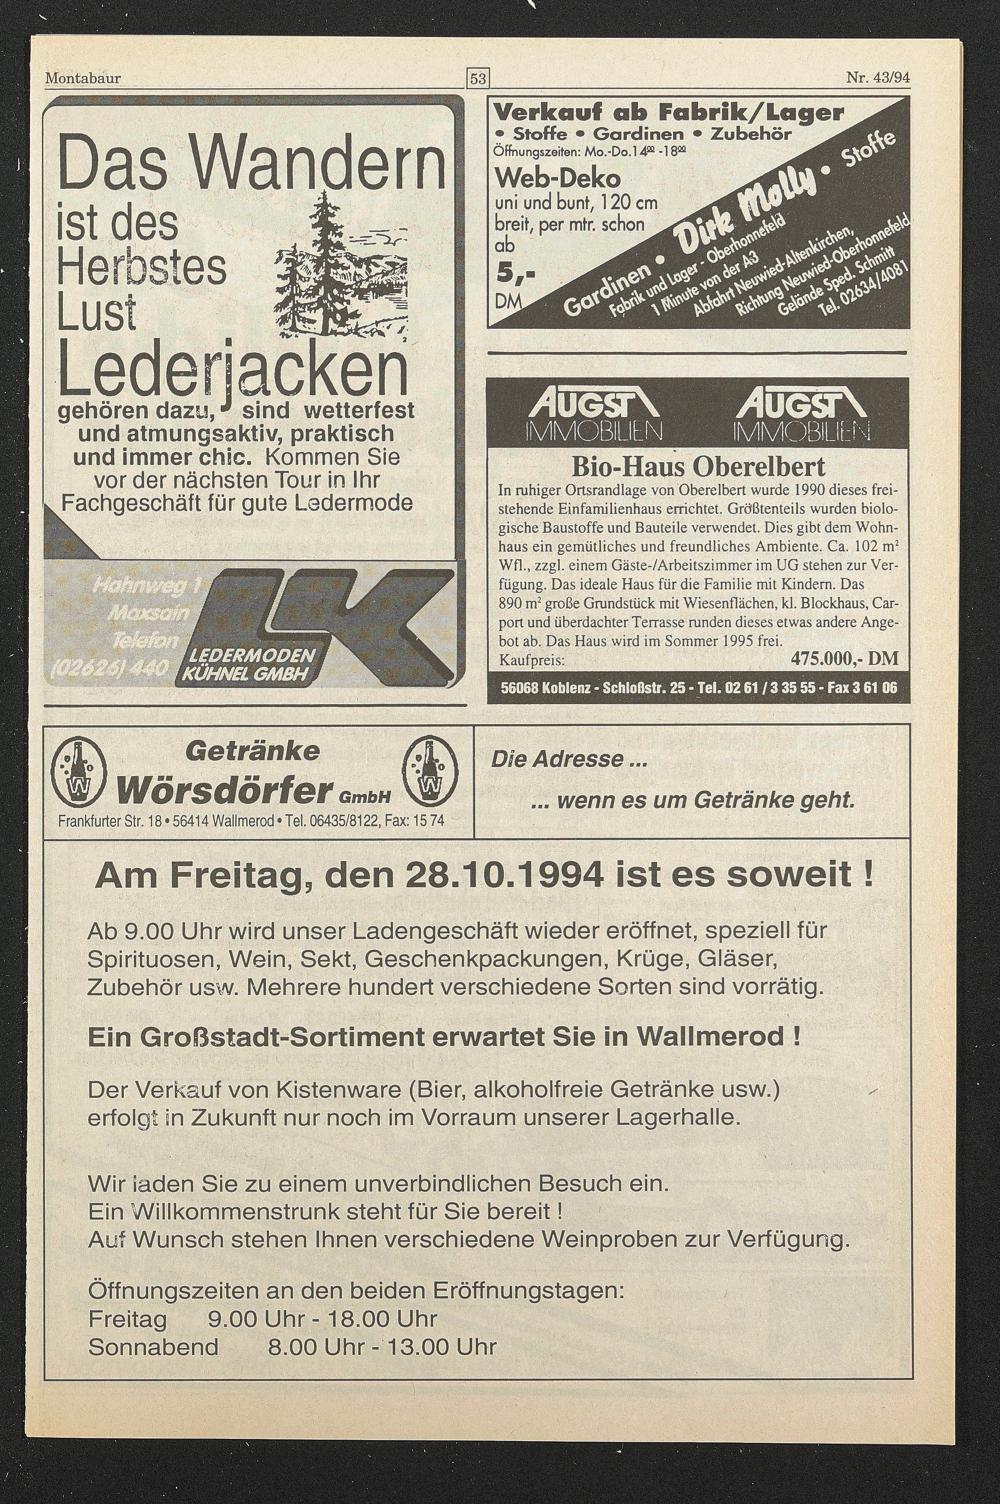 Montabaur
53
Nr. 43/94
Das Wandern
ist des
Herbstes
Lust
Lederjacken
gehören dazu, sind wetterfest
und atmungsaktiv, praktisch
und immer chic. Kommen Sie
vor der nächsten Tour in Ihr
Fachgeschäft für gute Ledermode
Hahnweg 1
Maxsain
Telefon
(02626) 440
LK
LEDERMODEN
KÜHNEL GMBH
Verkauf ab Fabrik/Lager
• Stoffe • Gardinen • Zubehör
Öffnungszeiten: Mo.-Do. 14⁰⁰ -18⁰⁰
Web-Deko
uni und bunt, 120 cm
breit, per mtr. schon
ab
5,-
DM
Gardinen • Dirk Molly • Stoffe
Fabrik und Lager - Oberhonnefeld
1 Minute von der A3
Abfahrt Neuwied-Altenkirchen,
Richtung Neuwied-Oberhonnefeld
Gelände Sped. Schmitt
Tel. 02634/4081
AUGST AUGST
IMMOBILIEN IMMOBILIEN
Bio-Haus Oberelbert
In ruhiger Ortsrandlage von Oberelbert wurde 1990 dieses frei-
stehende Einfamilienhaus errichtet. Größtenteils wurden biolo-
gische Baustoffe und Bauteile verwendet. Dies gibt dem Wohn-
haus ein gemütliches und freundliches Ambiente. Ca. 102 m²
Wfl., zzgl. einem Gäste-/Arbeitszimmer im UG stehen zur Ver-
fügung. Das ideale Haus für die Familie mit Kindern. Das
890 m² große Grundstück mit Wiesenflächen, kl. Blockhaus, Car-
port und überdachter Terrasse runden dieses etwas andere Ange-
bot ab. Das Haus wird im Sommer 1995 frei.
Kaufpreis: 475.000,- DM
56068 Koblenz - Schloßstr. 25 - Tel. 02 61 / 3 35 55 - Fax 3 61 06
Getränke
Wörsdörfer GmbH
W W
Frankfurter Str. 18 • 56414 Wallmerod • Tel. 06435/8122, Fax: 15 74
Die Adresse ...
... wenn es um Getränke geht.
Am Freitag, den 28.10.1994 ist es soweit !
Ab 9.00 Uhr wird unser Ladengeschäft wieder eröffnet, speziell für
Spirituosen, Wein, Sekt, Geschenkpackungen, Krüge, Gläser,
Zubehör usw. Mehrere hundert verschiedene Sorten sind vorrätig.
Ein Großstadt-Sortiment erwartet Sie in Wallmerod !
Der Verkauf von Kistenware (Bier, alkoholfreie Getränke usw.)
erfolgt in Zukunft nur noch im Vorraum unserer Lagerhalle.
Wir laden Sie zu einem unverbindlichen Besuch ein.
Ein Willkommenstrunk steht für Sie bereit !
Auf Wunsch stehen Ihnen verschiedene Weinproben zur Verfügung.
Öffnungszeiten an den beiden Eröffnungstagen:
Freitag 9.00 Uhr - 18.00 Uhr
Sonnabend 8.00 Uhr - 13.00 Uhr